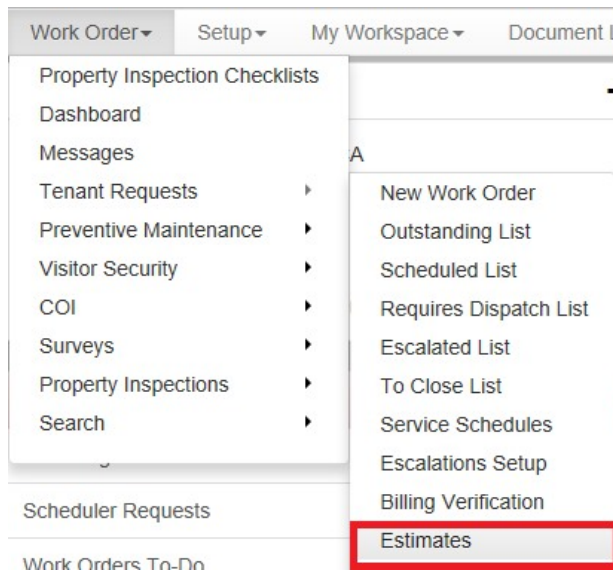 Work Order Setup My Workspace Document
Property Inspection Checklists
Dashboard
Messages
A
Tenant Requests
Preventive Maintenance
Visitor Security
COI
Surveys
Property Inspections
Search
New Work Order
Outstanding List
Scheduled List
Requires Dispatch List
Escalated List
To Close List
Service Schedules
Escalations Setup
Billing Verification
Estimates
Scheduler Requests
Work Orders To-Do